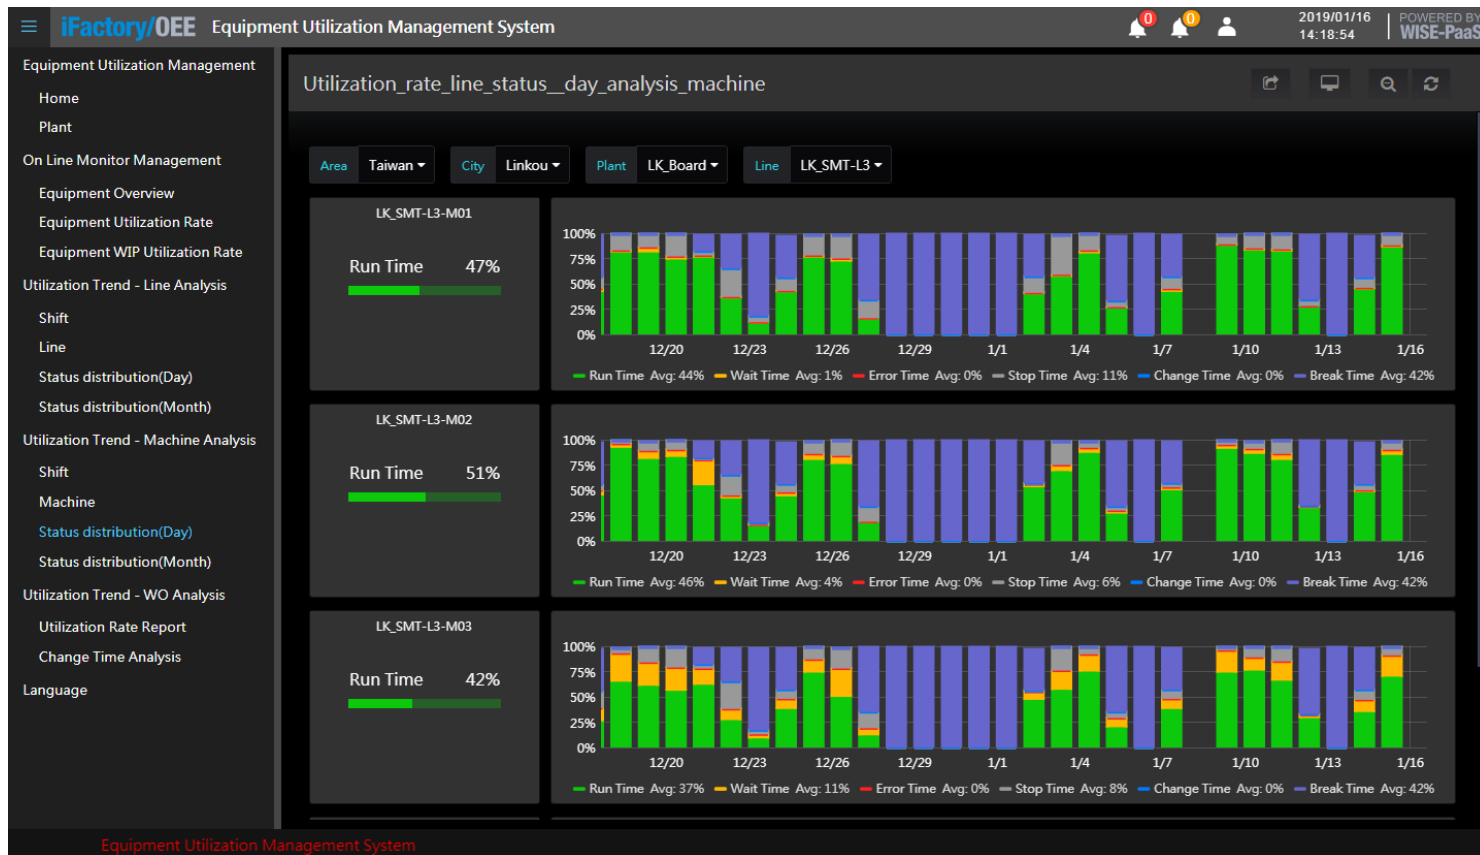 iFactory/OEE Equipment Utilization Management System 0 0 2019/01/16 POWERED BY
14:18:54 WISE-PaaS
Equipment Utilization Management
Home
Plant
On Line Monitor Management
Equipment Overview
Equipment Utilization Rate
Equipment WIP Utilization Rate
Utilization Trend - Line Analysis
Shift
Line
Status distribution(Day)
Status distribution(Month)
Utilization Trend - Machine Analysis
Shift
Machine
Status distribution(Day)
Status distribution(Month)
Utilization Trend - WO Analysis
Utilization Rate Report
Change Time Analysis
Language
Utilization_rate_line_status__day_analysis_machine
Area Taiwan City Linkou Plant LK_Board Line LK_SMT-L3
LK_SMT-L3-M01
Run Time 47%
100%
75%
50%
25%
0%
12/20 12/23 12/26 12/29 1/1 1/4 1/7 1/10 1/13 1/16
Run Time Avg: 44% Wait Time Avg: 1% Error Time Avg: 0% Stop Time Avg: 11% Change Time Avg: 0% Break Time Avg: 42%
LK_SMT-L3-M02
Run Time 51%
100%
75%
50%
25%
0%
12/20 12/23 12/26 12/29 1/1 1/4 1/7 1/10 1/13 1/16
Run Time Avg: 46% Wait Time Avg: 4% Error Time Avg: 0% Stop Time Avg: 6% Change Time Avg: 0% Break Time Avg: 42%
LK_SMT-L3-M03
Run Time 42%
100%
75%
50%
25%
0%
12/20 12/23 12/26 12/29 1/1 1/4 1/7 1/10 1/13 1/16
Run Time Avg: 37% Wait Time Avg: 11% Error Time Avg: 0% Stop Time Avg: 8% Change Time Avg: 0% Break Time Avg: 42%
Equipment Utilization Management System